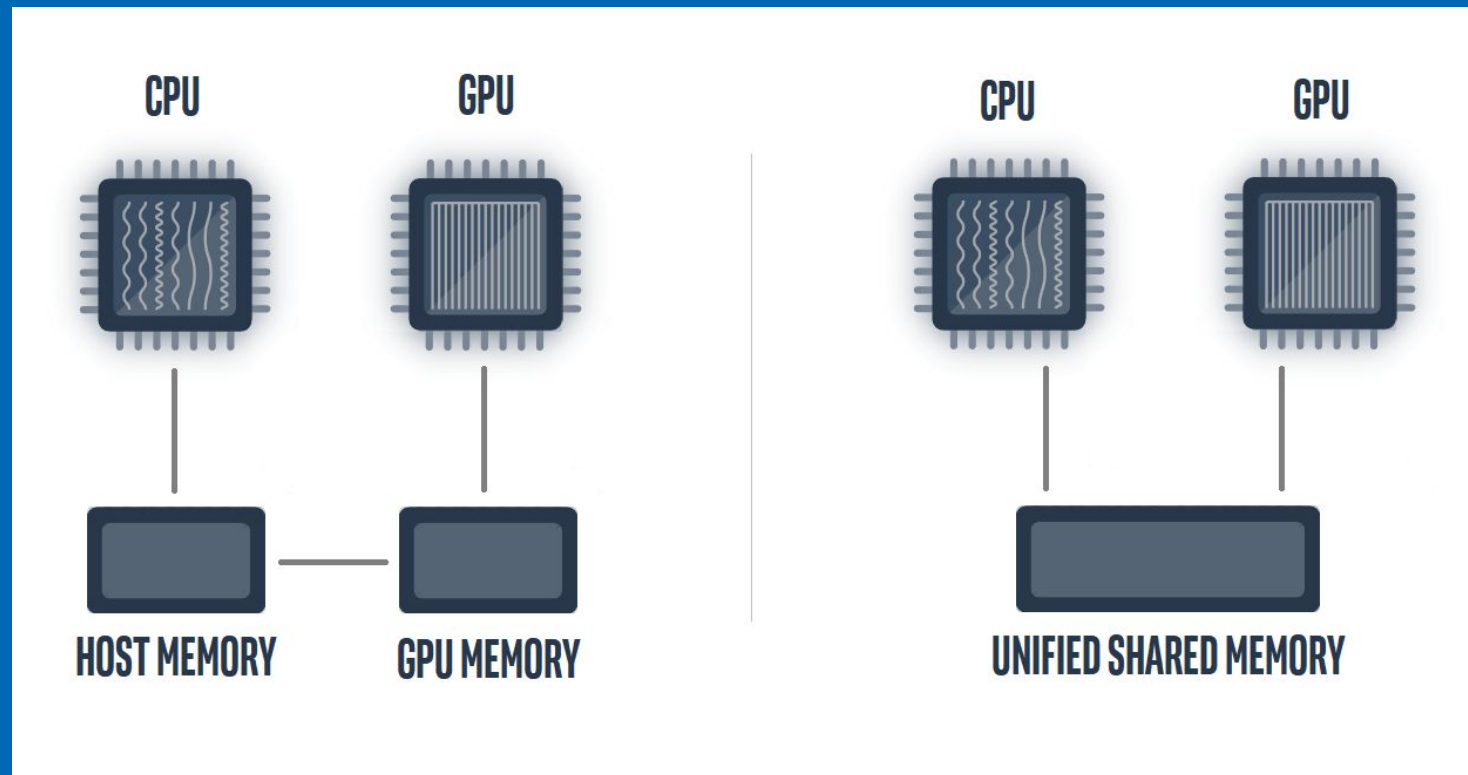 CPU
GPU
HOST MEMORY
GPU MEMORY
CPU
GPU
UNIFIED SHARED MEMORY